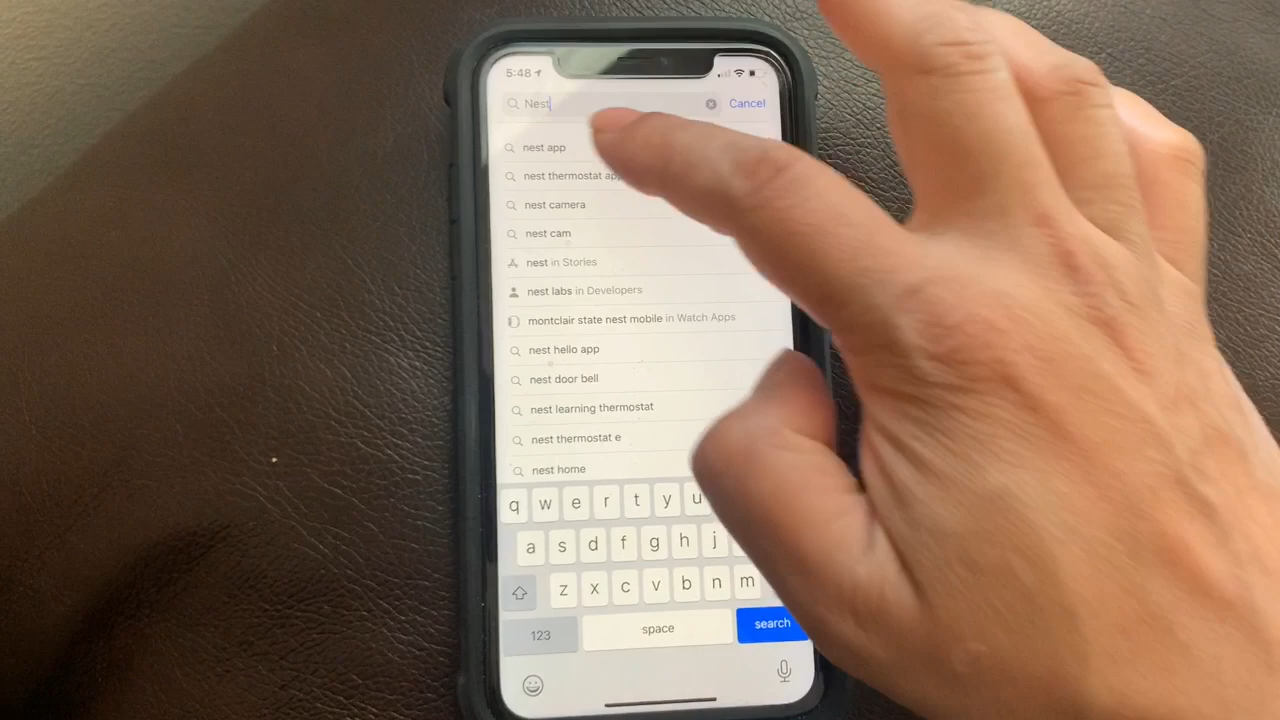 5:48
Nest Cancel
nest app
nest thermostat app
nest camera
nest cam
nest in Stories
nest labs in Developers
montclair state nest mobile in Watch Apps
nest hello app
nest door bell
nest learning thermostat
nest thermostat e
nest home
q w e r t y u
a s d f g h j
z x c v b n m
123 space search